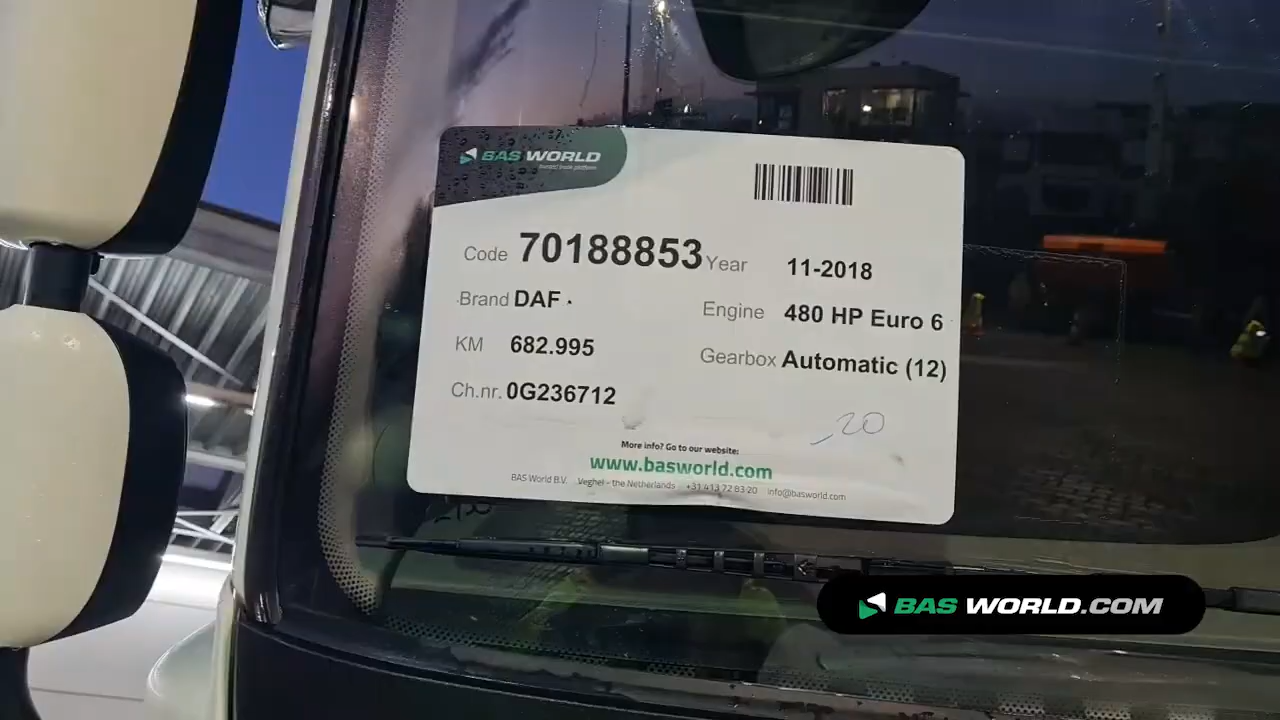 BAS WORLD
Code 70188853 Year 11-2018
Brand DAF
Engine 480 HP Euro 6
KM 682.995
Gearbox Automatic (12)
Ch.nr. 0G236712
20
More info? Go to our website:
www.basworld.com
BAS World B.V. Veghel - the Netherlands +31 413 72 83 20 info@basworld.com
BAS WORLD.COM